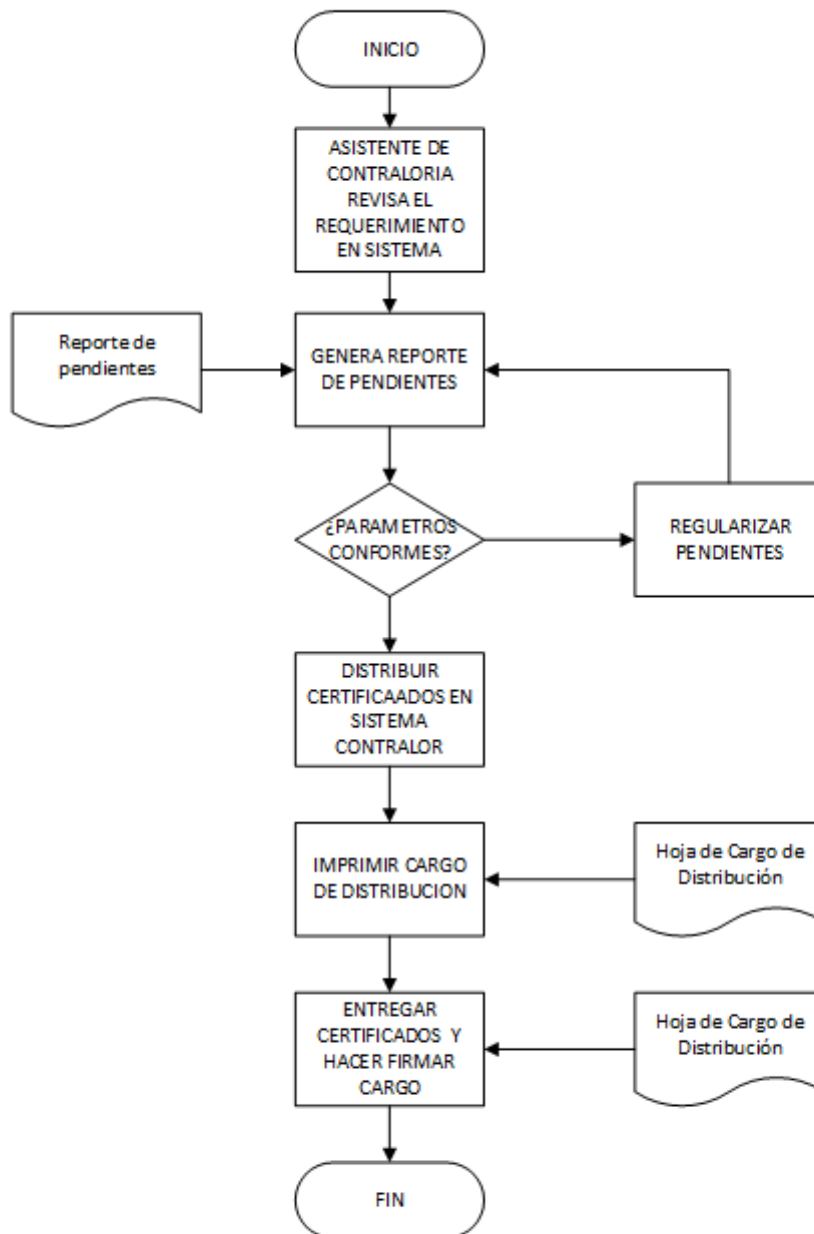 INICIO
ASISTENTE DE
CONTRALORIA
REVISA EL
REQUERIMIENTO
EN SISTEMA
Reporte de
pendientes
GENERA REPORTE
DE PENDIENTES
¿PARAMETROS
CONFORMES?
REGULARIZAR
PENDIENTES
DISTRIBUIR
CERTIFICAADOS EN
SISTEMA
CONTRALOR
IMPRIMIR CARGO
DE DISTRIBUCION
Hoja de Cargo de
Distribución
ENTREGAR
CERTIFICADOS Y
HACER FIRMAR
CARGO
Hoja de Cargo de
Distribución
FIN